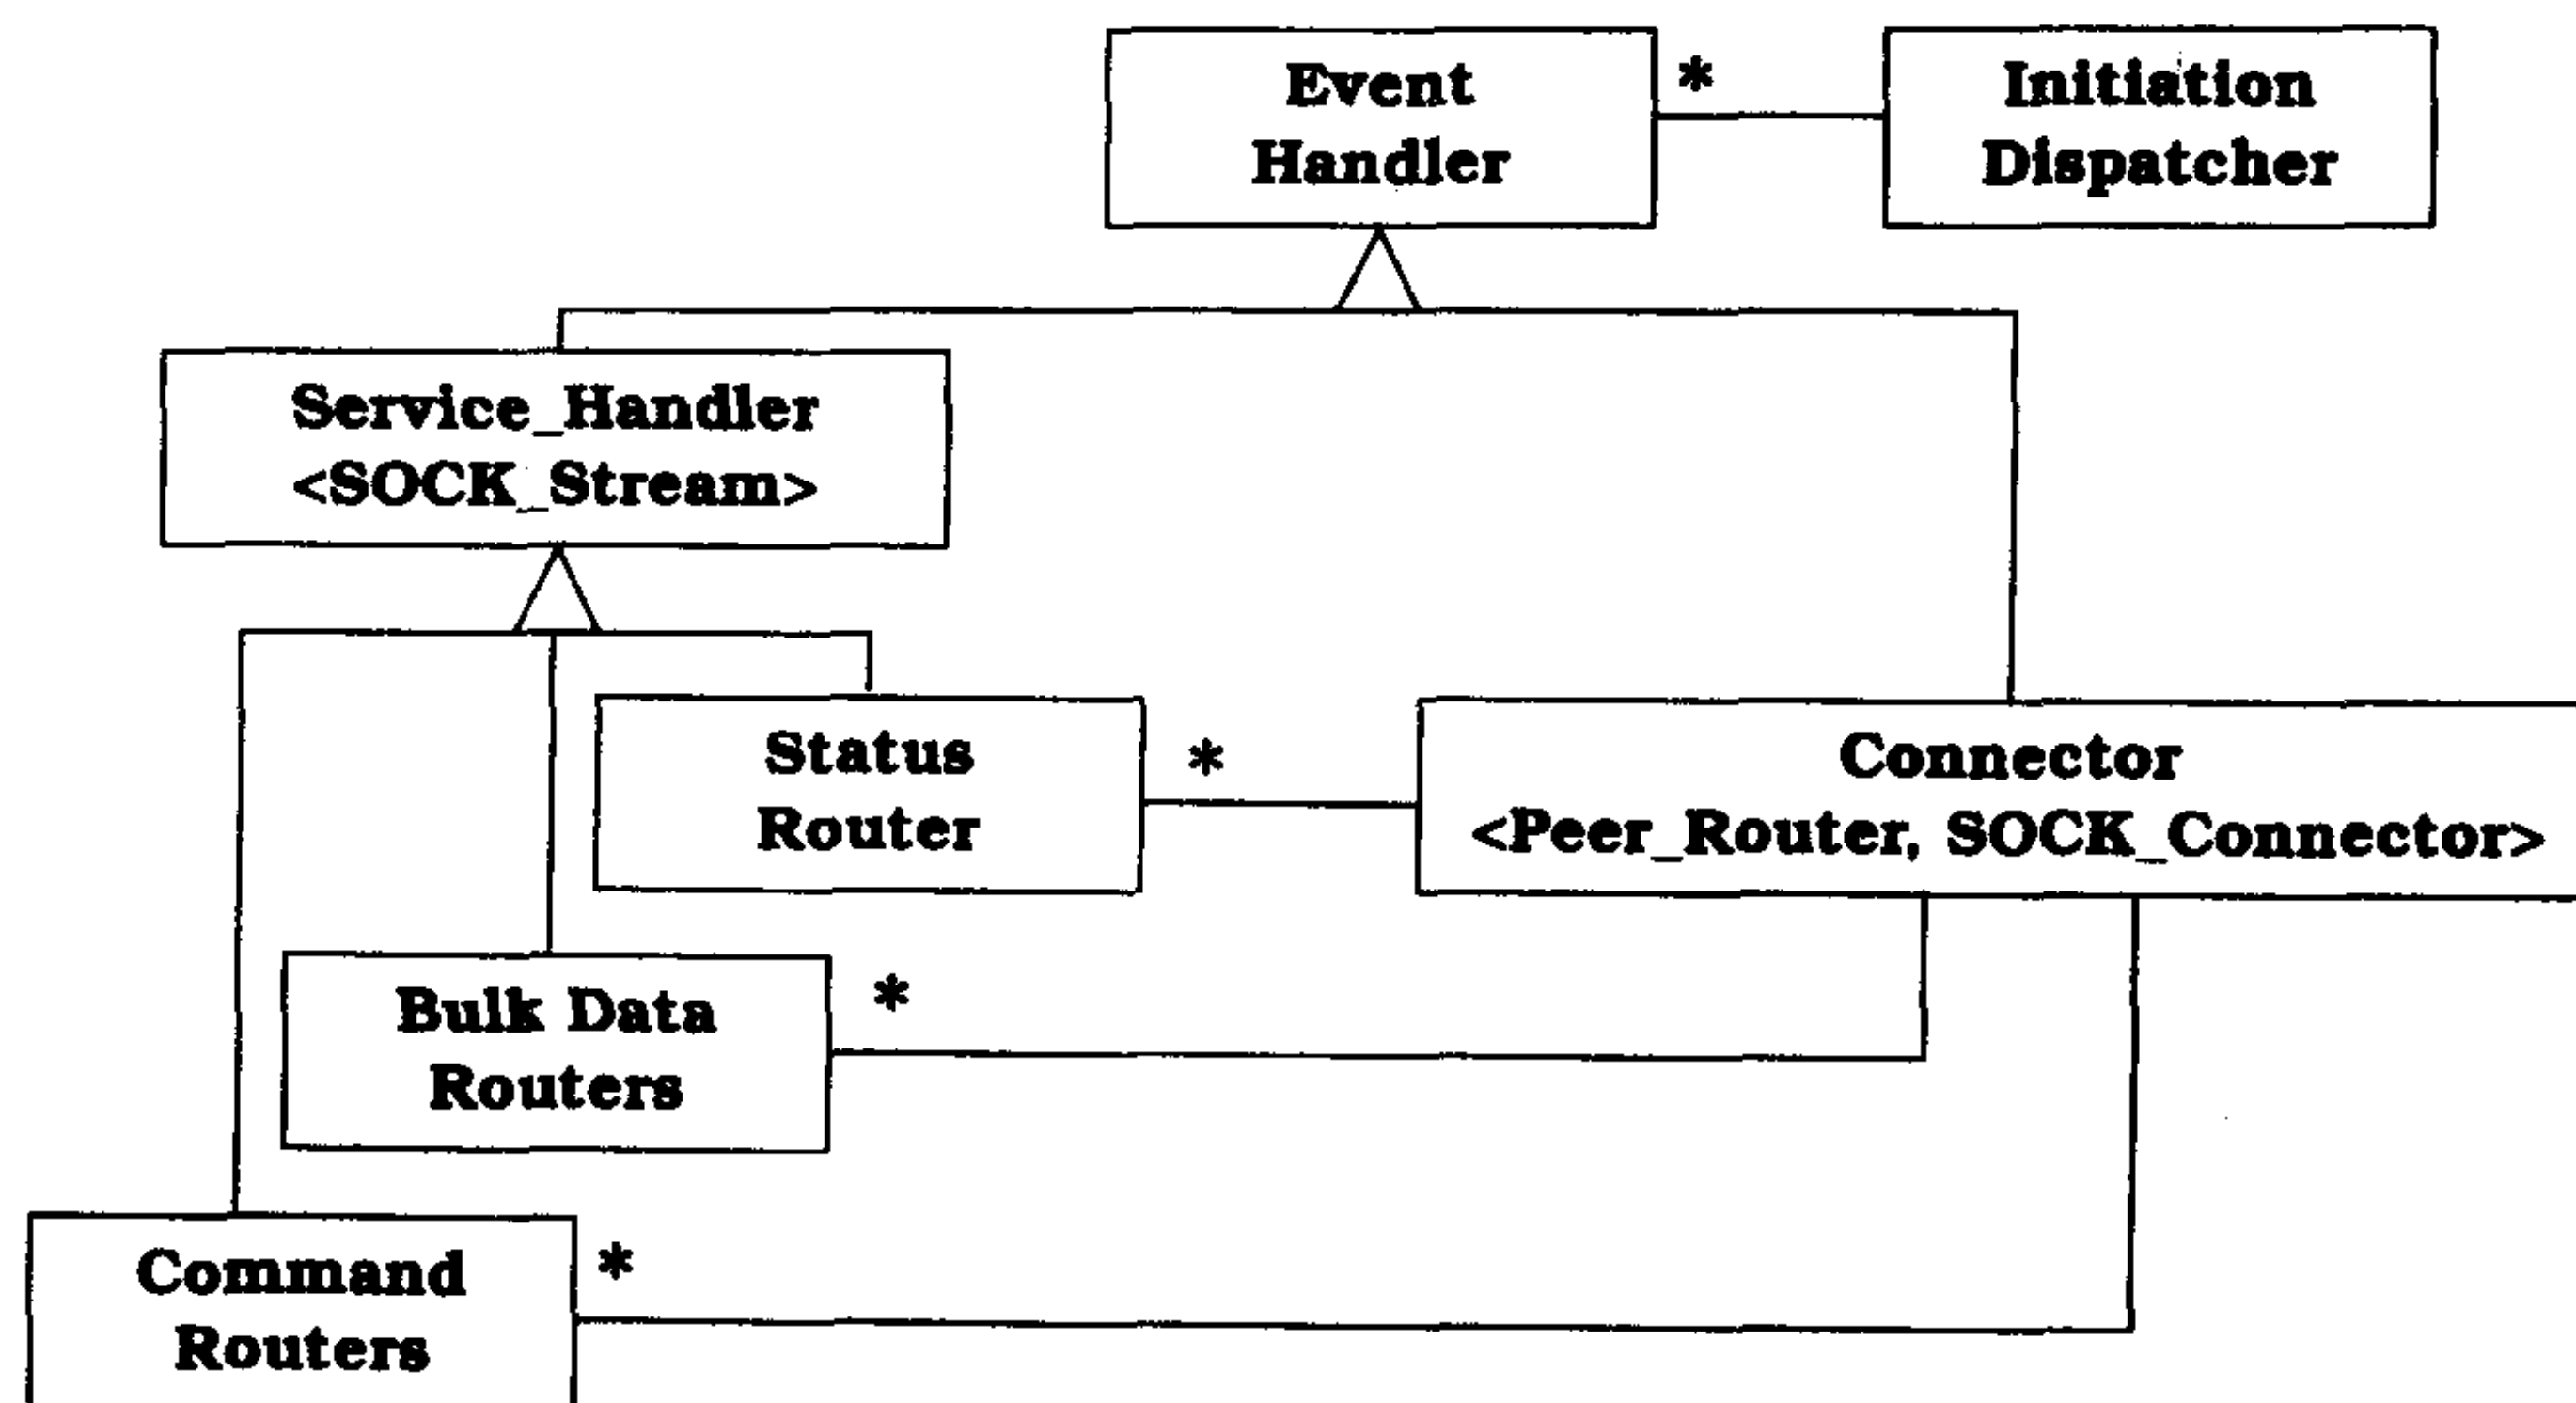 Event
Handler
*
Initiation
Dispatcher
Service_Handler
<SOCK_Stream>
Status
Router
*
Connector
<Peer_Router, SOCK_Connector>
Bulk Data
Routers
*
Command
Routers
*